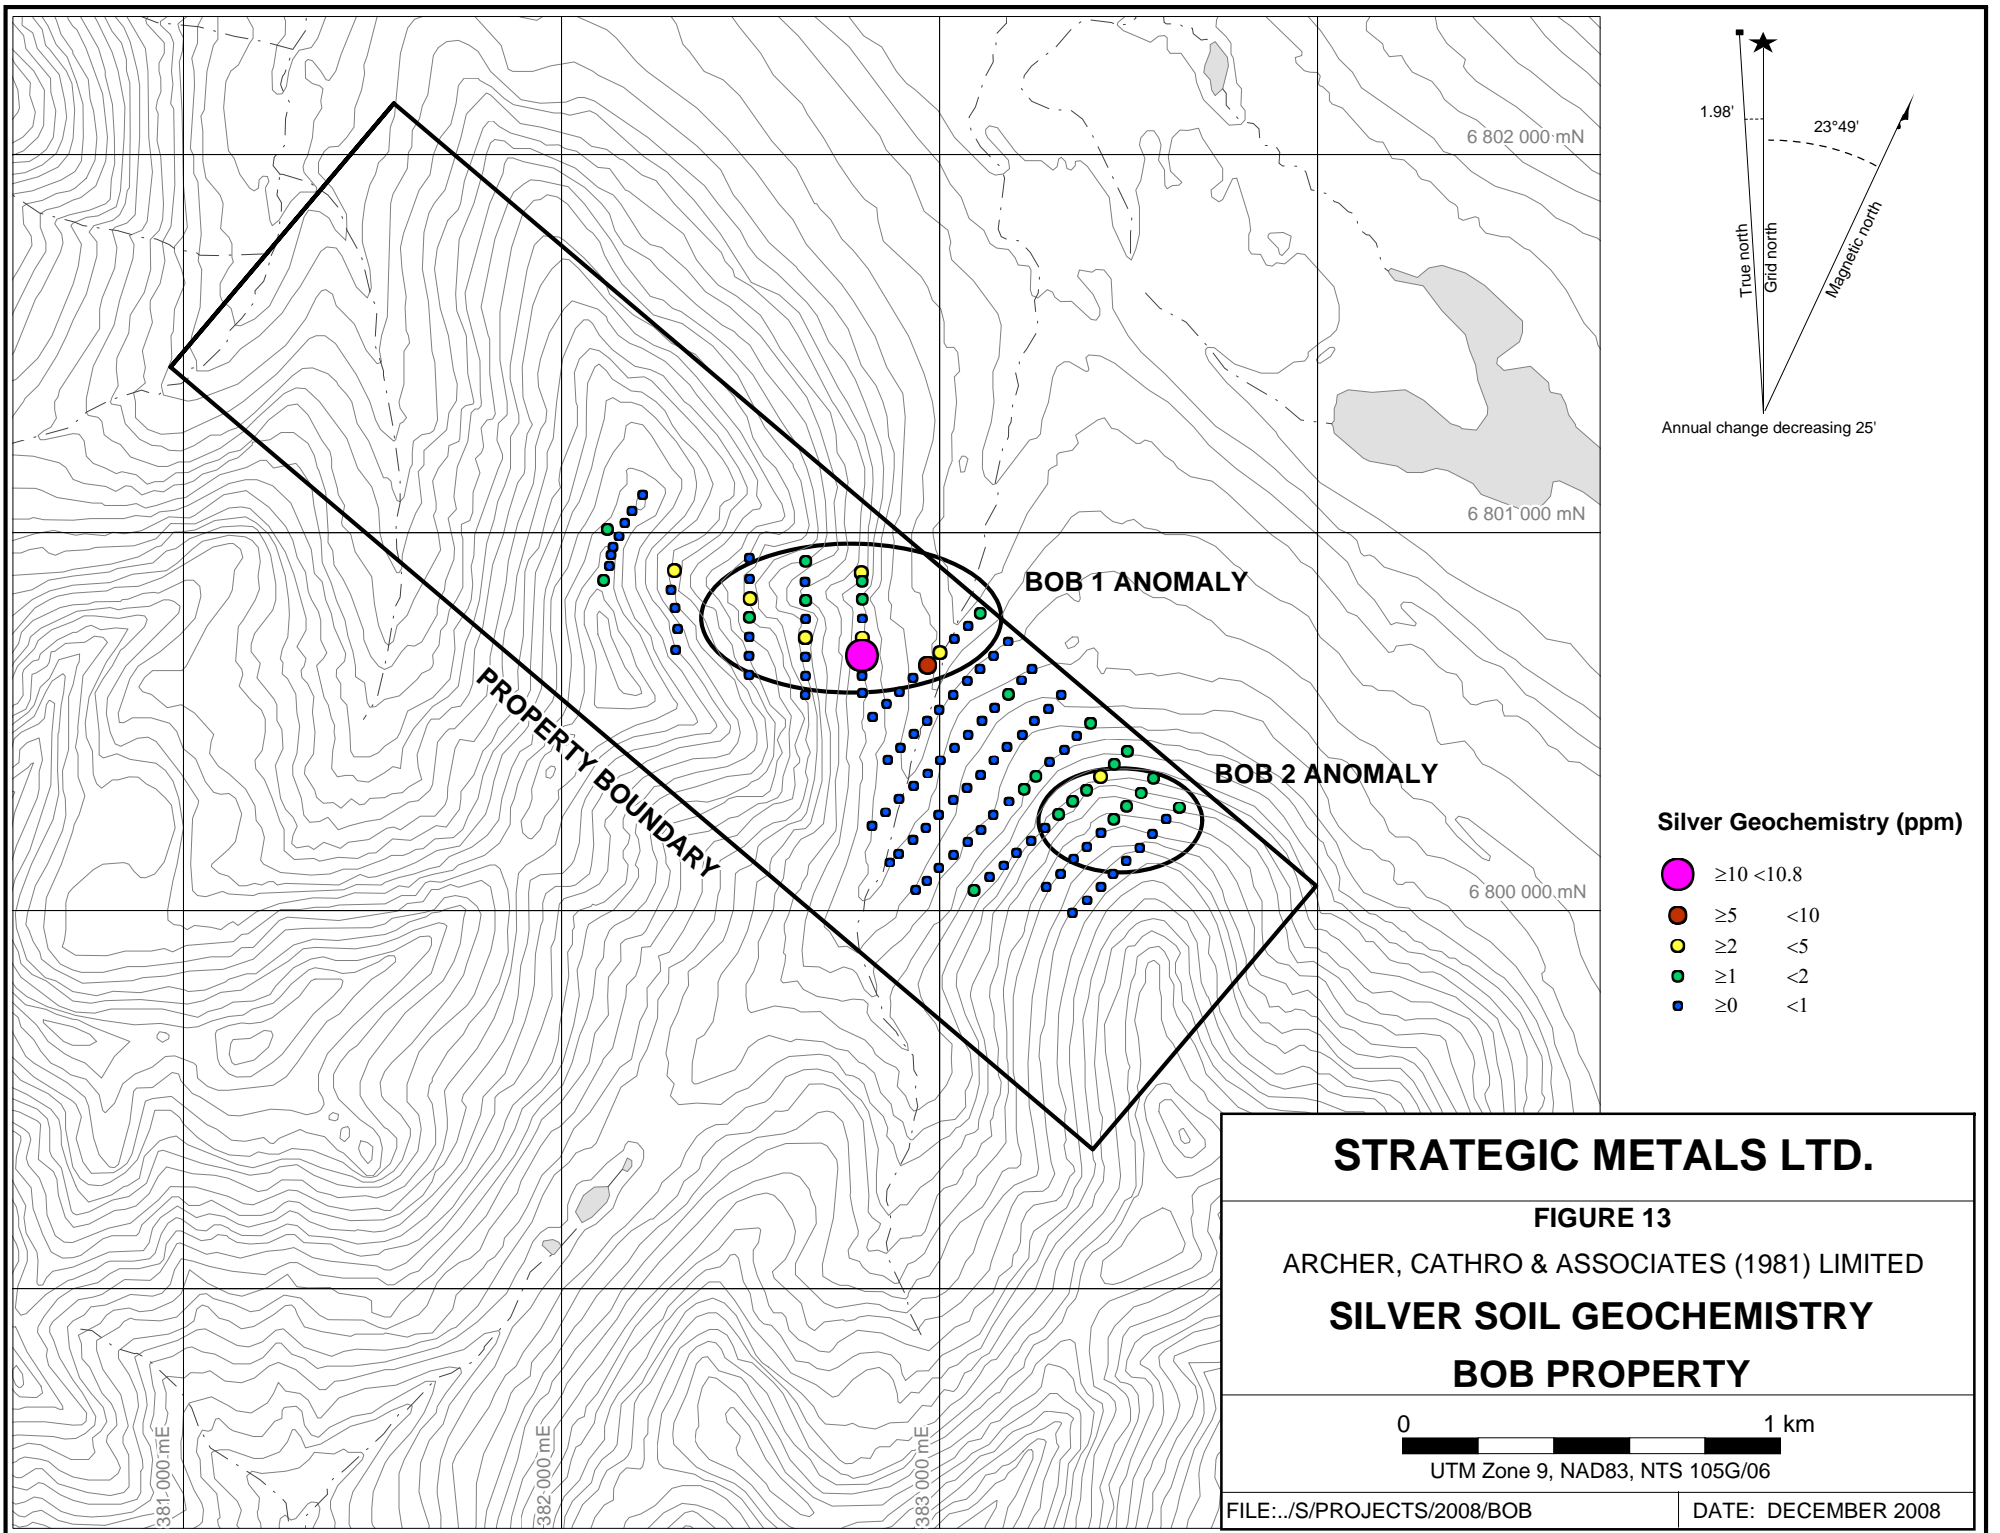 6 802 000 mN
1.98'
23°49'
True north
Grid north
Magnetic north
Annual change decreasing 25'
6 801 000 mN
BOB 1 ANOMALY
PROPERTY BOUNDARY
BOB 2 ANOMALY
6 800 000 mN
Silver Geochemistry (ppm)
≥10 <10.8
≥5 <10
≥2 <5
≥1 <2
≥0 <1
381 000 mE
382 000 mE
383 000 mE
STRATEGIC METALS LTD.
FIGURE 13
ARCHER, CATHRO & ASSOCIATES (1981) LIMITED
SILVER SOIL GEOCHEMISTRY
BOB PROPERTY
0 1 km
UTM Zone 9, NAD83, NTS 105G/06
FILE:../S/PROJECTS/2008/BOB
DATE: DECEMBER 2008